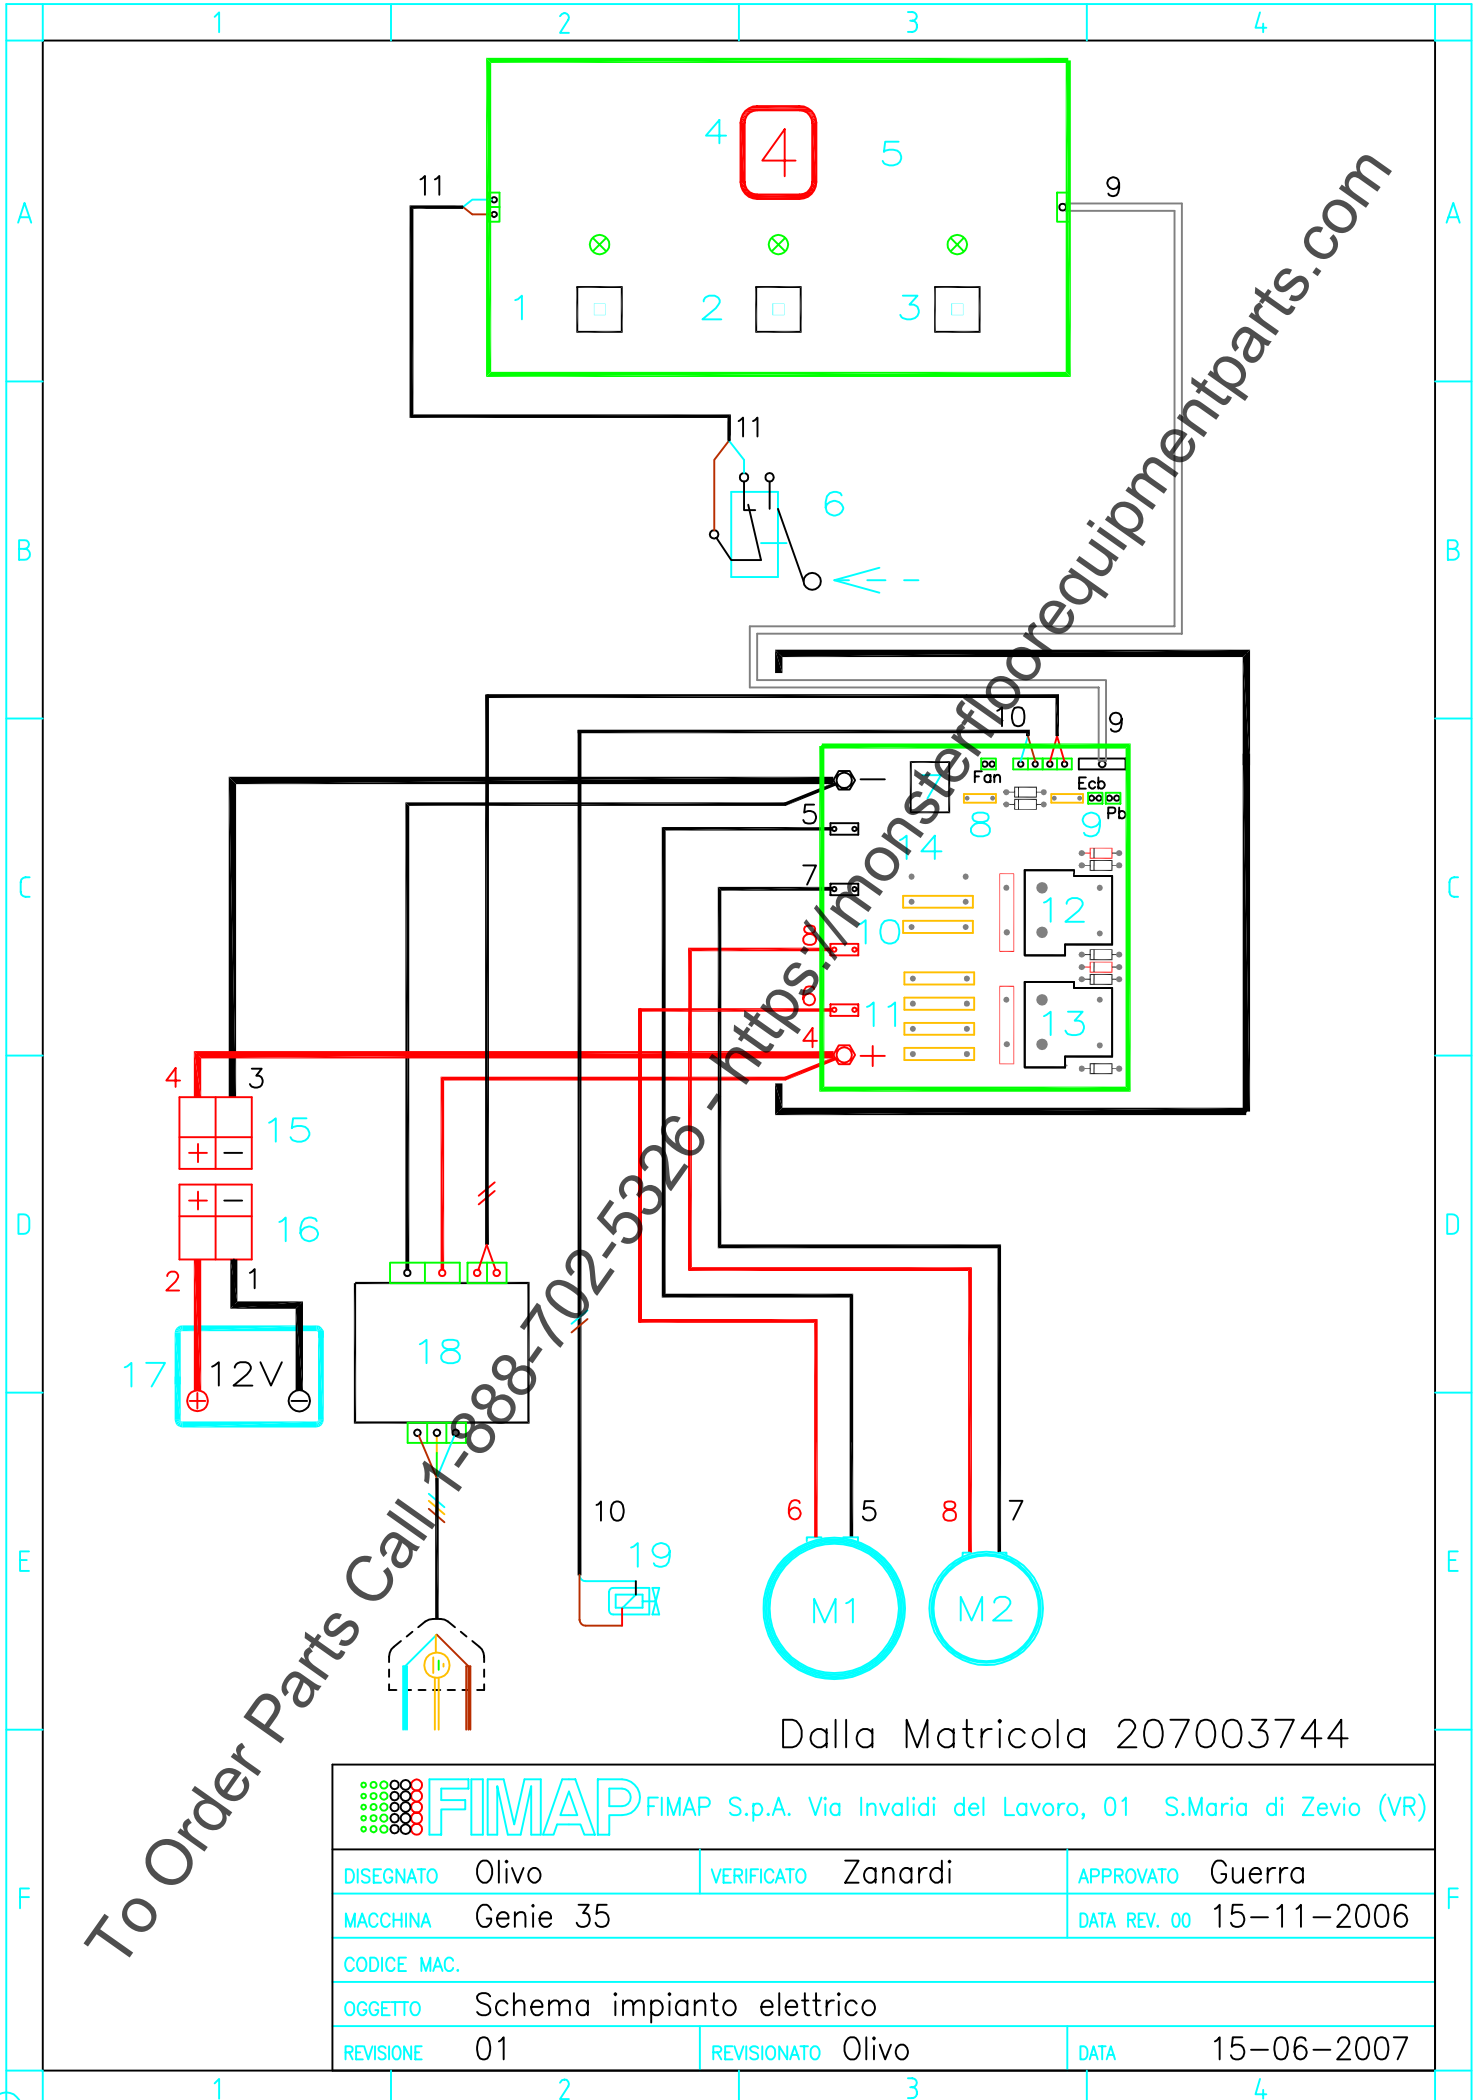 1 2 3 4
4 4 5
11 9
A A
1 2 3
11
6
B B
10 9
7 Fan Ecb
Pb
5 14 8 9
7
C C
12
8 10
6 11 13
4
4 3
15
+ −
+ −
16
D D
2 1
18
17 12V
10 6 5 8 7
19
E E
M1 M2
Dalla Matricola 207003744
FIMAP FIMAP S.p.A. Via Invalidi del Lavoro, 01 S.Maria di Zevio (VR)
DISEGNATO Olivo VERIFICATO Zanardi APPROVATO Guerra
F F
MACCHINA Genie 35 DATA REV. 00 15-11-2006
CODICE MAC.
OGGETTO Schema impianto elettrico
REVISIONE 01 REVISIONATO Olivo DATA 15-06-2007
1 2 3 4
To Order Parts Call 1-888-702-5326 - https://monsterfloorequipmentparts.com